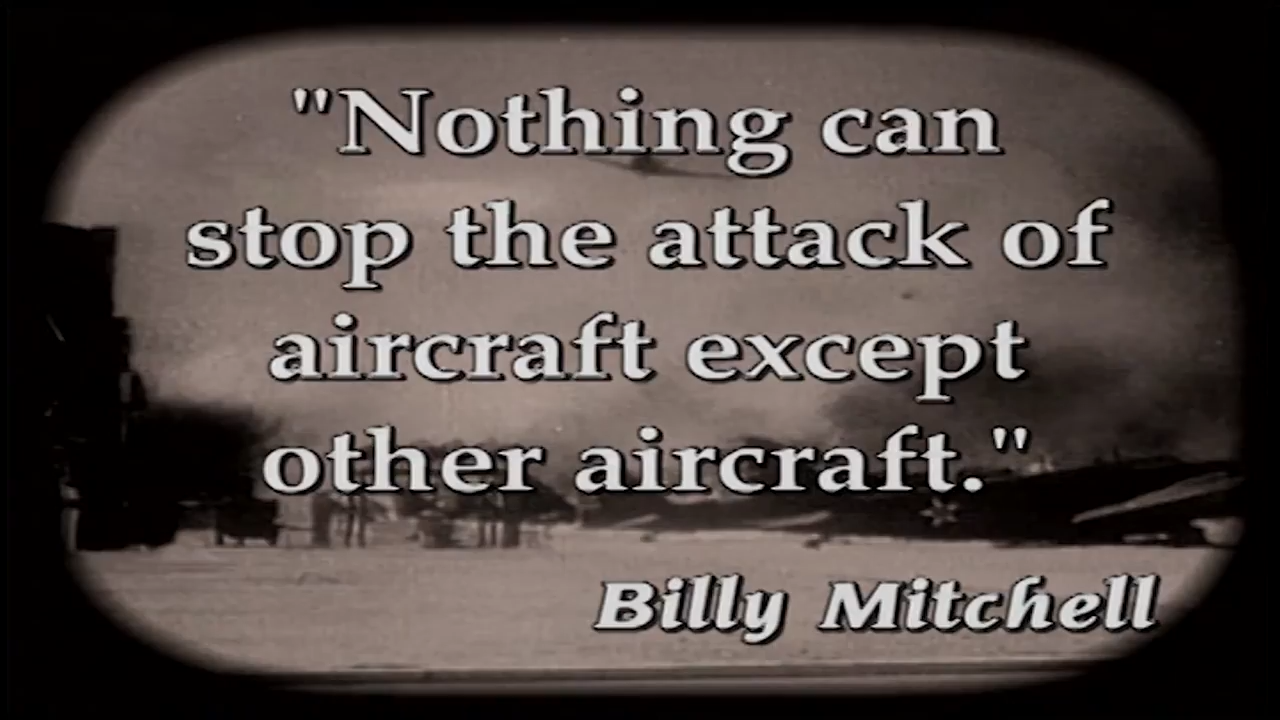 "Nothing can
stop the attack of
aircraft except
other aircraft."
Billy Mitchell